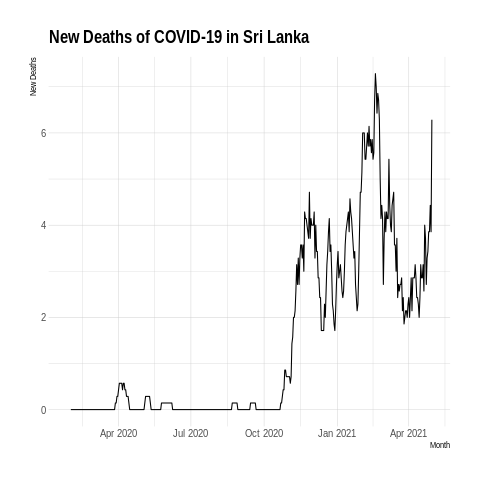 New Deaths of COVID-19 in Sri Lanka
New Deaths
6
4
2
0
Apr 2020 Jul 2020 Oct 2020 Jan 2021 Apr 2021
Month